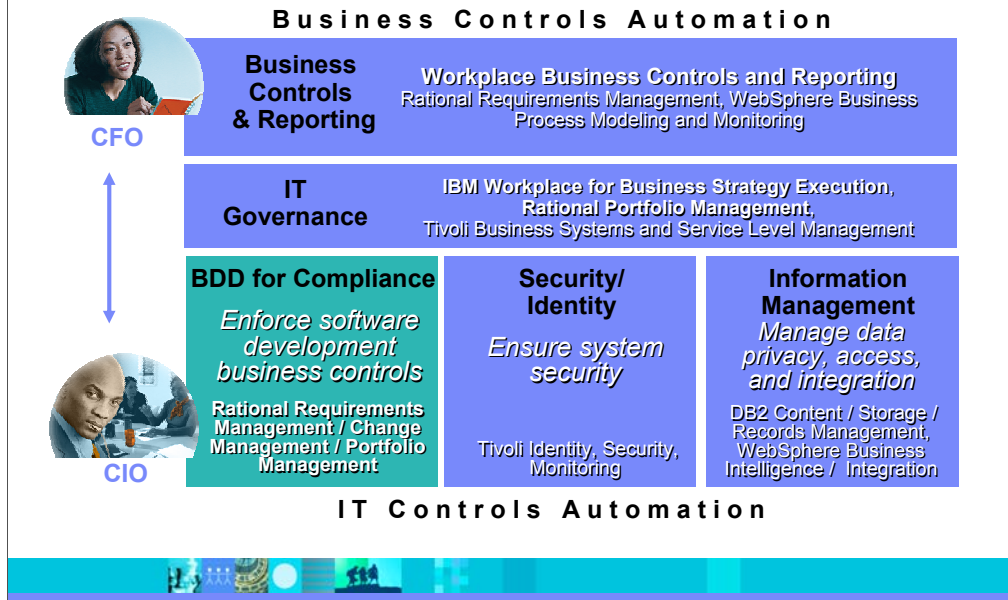 Business Controls Automation
CFO
Business
Controls
& Reporting
Workplace Business Controls and Reporting
Rational Requirements Management, WebSphere Business
Process Modeling and Monitoring
IT
Governance
IBM Workplace for Business Strategy Execution,
Rational Portfolio Management,
Tivoli Business Systems and Service Level Management
BDD for Compliance
Enforce software
development
business controls
Rational Requirements
Management / Change
Management / Portfolio
Management
Security/
Identity
Ensure system
security
Tivoli Identity, Security,
Monitoring
Information
Management
Manage data
privacy, access,
and integration
DB2 Content / Storage /
Records Management,
WebSphere Business
Intelligence / Integration
CIO
IT Controls Automation